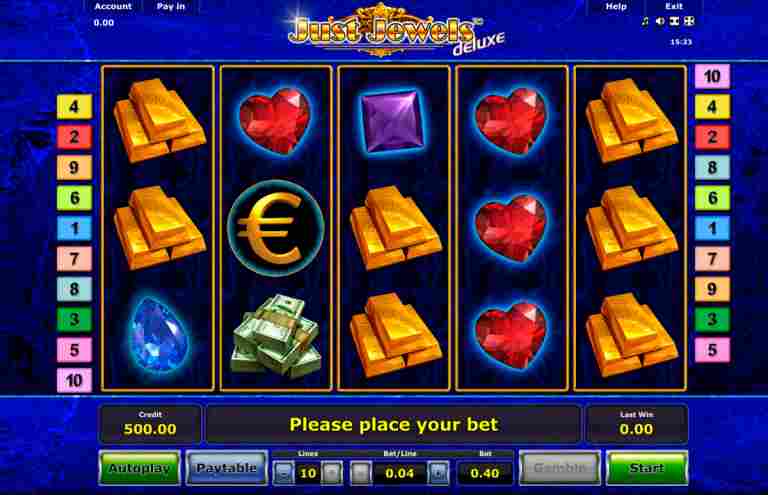 Account Pay in Help Exit
0.00
Just Jewels™
deluxe
15:23
10
4 4
2 2
9 8
6 6
1 1
7 7
8 9
3 3
5 5
10
€
Credit
500.00
Please place your bet
Last Win
0.00
Autoplay
Paytable
Lines
- 10 +
Bet/Line
- 0.04 +
Bet
0.40
Gamble
Start